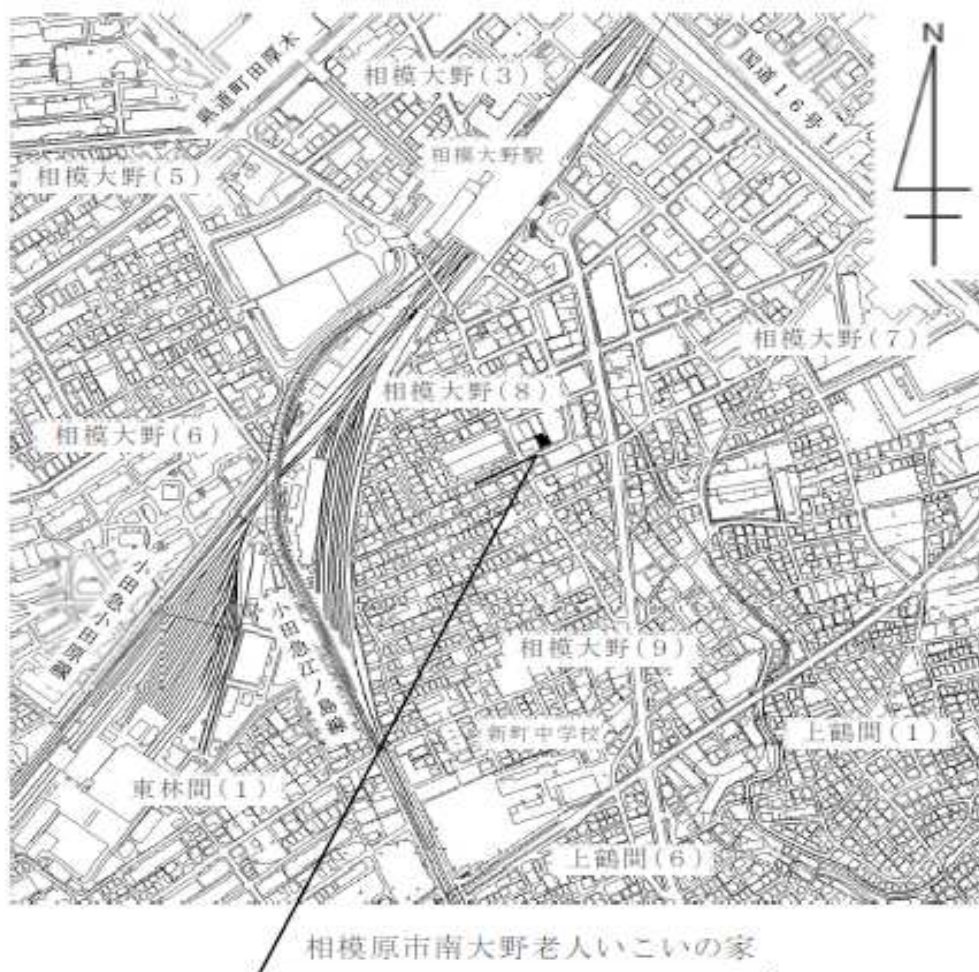 N
国道16号
県道町田厚木
相模大野(3)
相模大野駅
相模大野(5)
相模大野(7)
相模大野(8)
相模大野(6)
小田急小田原線
小田急江ノ島線
相模大野(9)
新町中学校
上鶴間(1)
東林間(1)
上鶴間(6)
相模原市南大野老人いこいの家